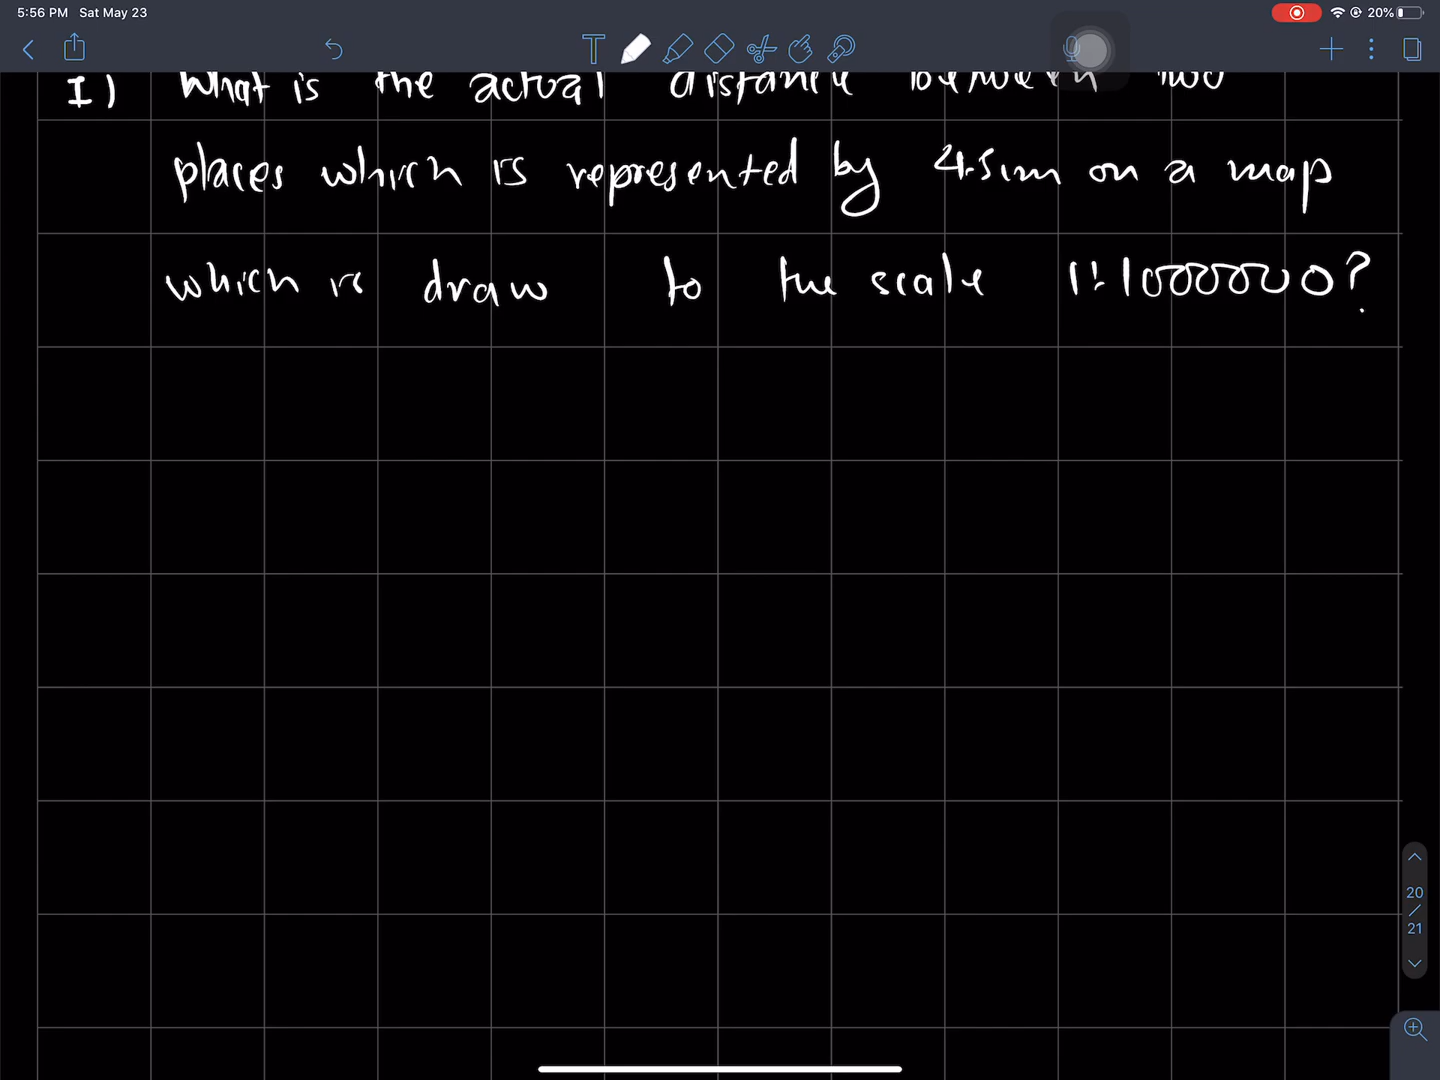 5:56 PM Sat May 23
20%
I) What is the actual distance between two
places which is represented by 4.5cm on a map
which is draw to the scale 1:10000000?
20
/
21